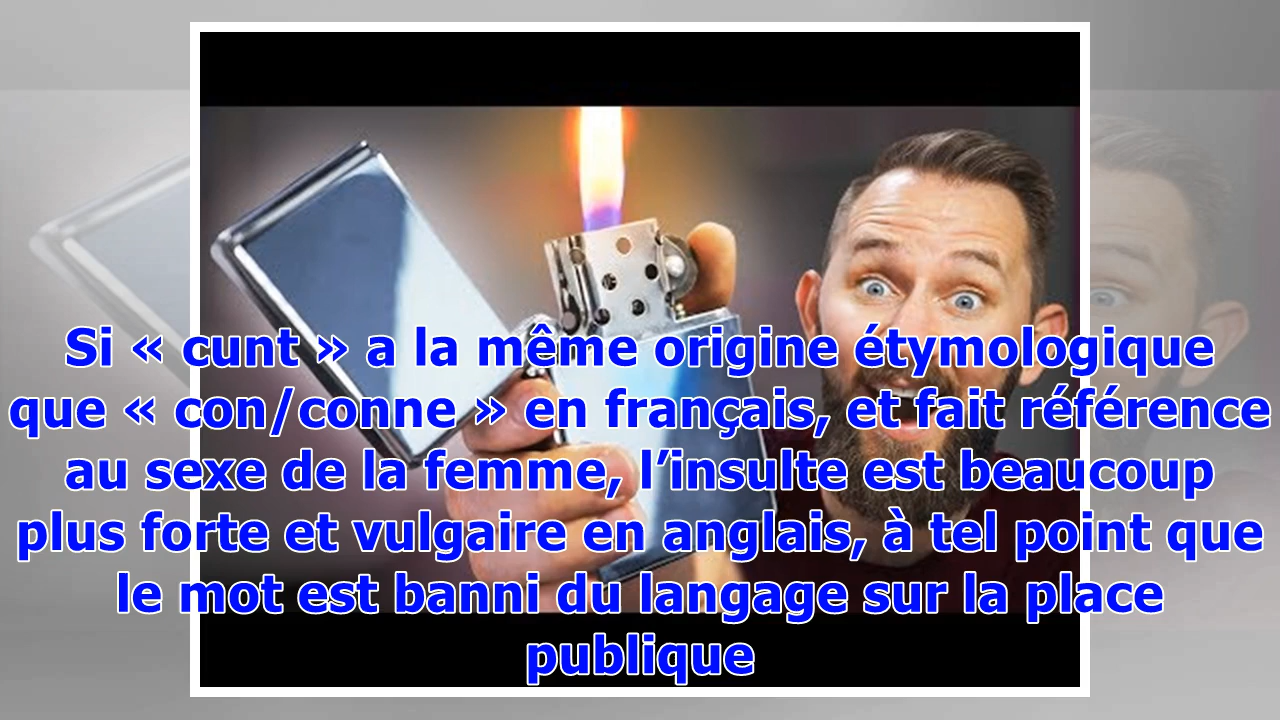 Si « cunt » a la même origine étymologique
que « con/conne » en français, et fait référence
au sexe de la femme, l’insulte est beaucoup
plus forte et vulgaire en anglais, à tel point que
le mot est banni du langage sur la place
publique